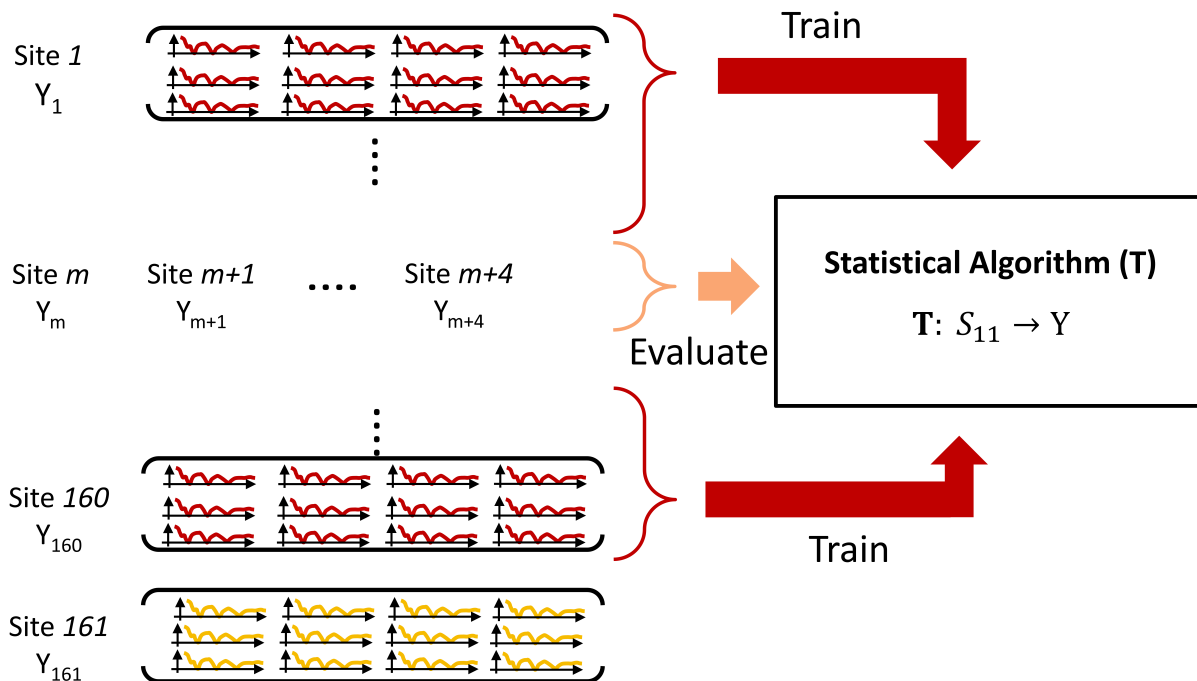 Train
Site 1
Y₁
Site m
Yₘ
Site m+1
Yₘ₊₁
Site m+4
Yₘ₊₄
Statistical Algorithm (T)
T: S₁₁ → Y
Evaluate
Site 160
Y₁₆₀
Train
Site 161
Y₁₆₁